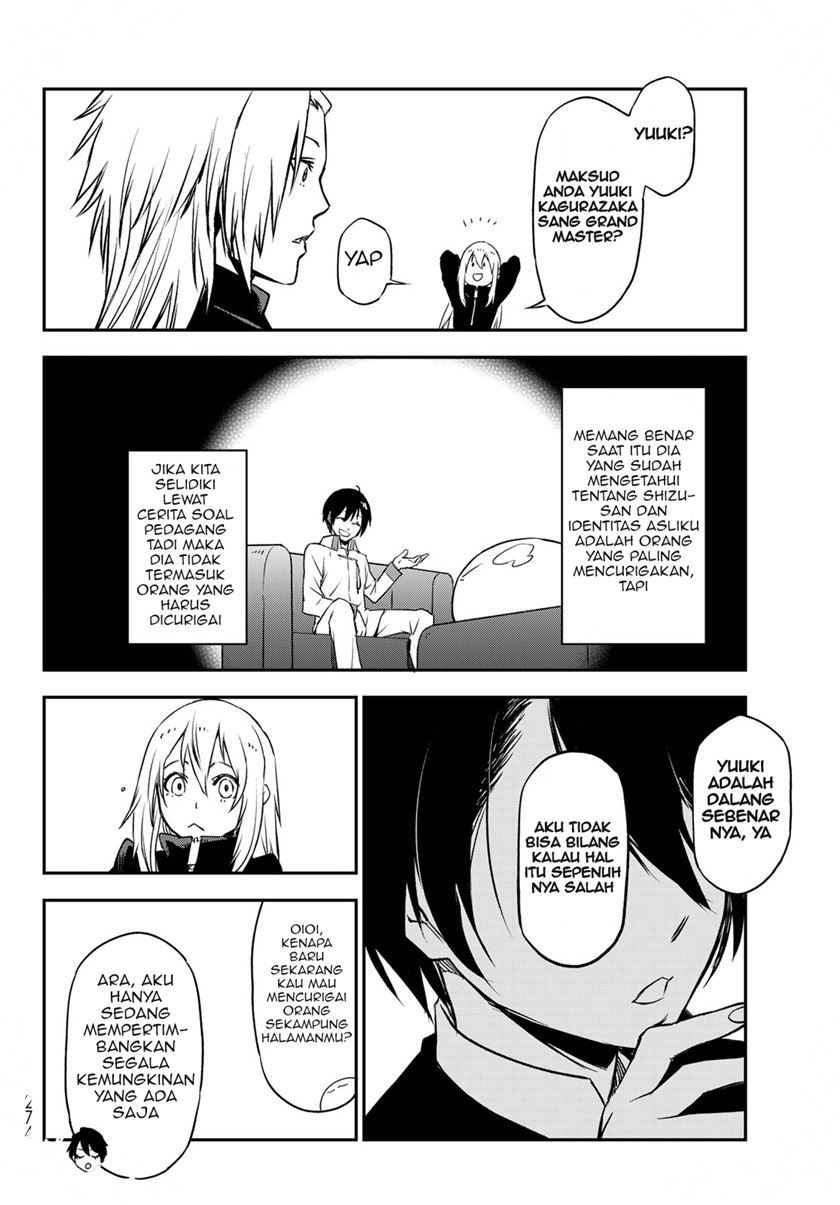 YUUKI?
MAKSUD
ANDA YUUKI
KAGURAZAKA
SANG GRAND
MASTER?
YAP
MEMANG BENAR
SAAT ITU DIA
YANG SUDAH
MENGETAHUI
TENTANG SHIZU-
SAN DAN
IDENTITAS ASLIKU
ADALAH ORANG
YANG PALING
MENCURIGAKAN,
TAPI
JIKA KITA
SELIDIKI
LEWAT
CERITA SOAL
PEDAGANG
TADI MAKA
DIA TIDAK
TERMASUK
ORANG YANG
HARUS
DICURIGAI
YUUKI
ADALAH
DALANG
SEBENAR
NYA, YA
AKU TIDAK
BISA BILANG
KALAU HAL
ITU SEPENUH
NYA SALAH
OIOI,
KENAPA
BARU
SEKARANG
KAU MAU
MENCURIGAI
ORANG
SEKAMPUNG
HALAMANMU?
ARA, AKU
HANYA
SEDANG
MEMPERTIM-
BANGKAN
SEGALA
KEMUNGKINAN
YANG ADA
SAJA
274